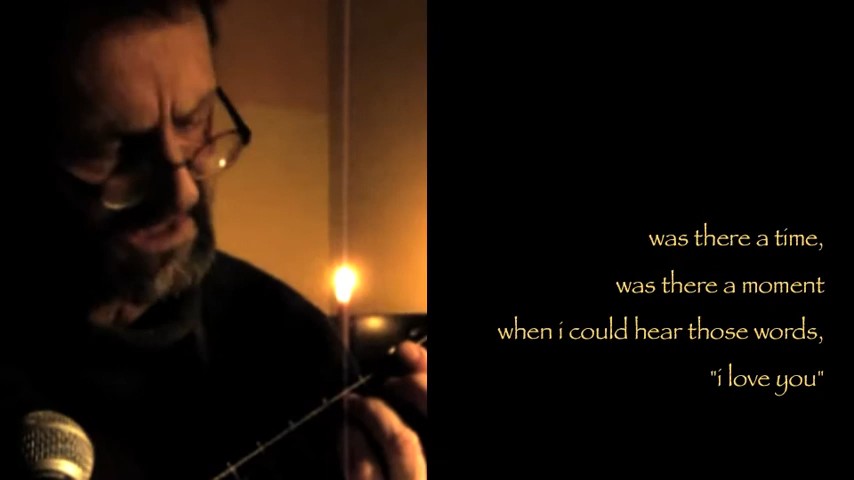 was there a time,
was there a moment
when i could hear those words,
"i love you"